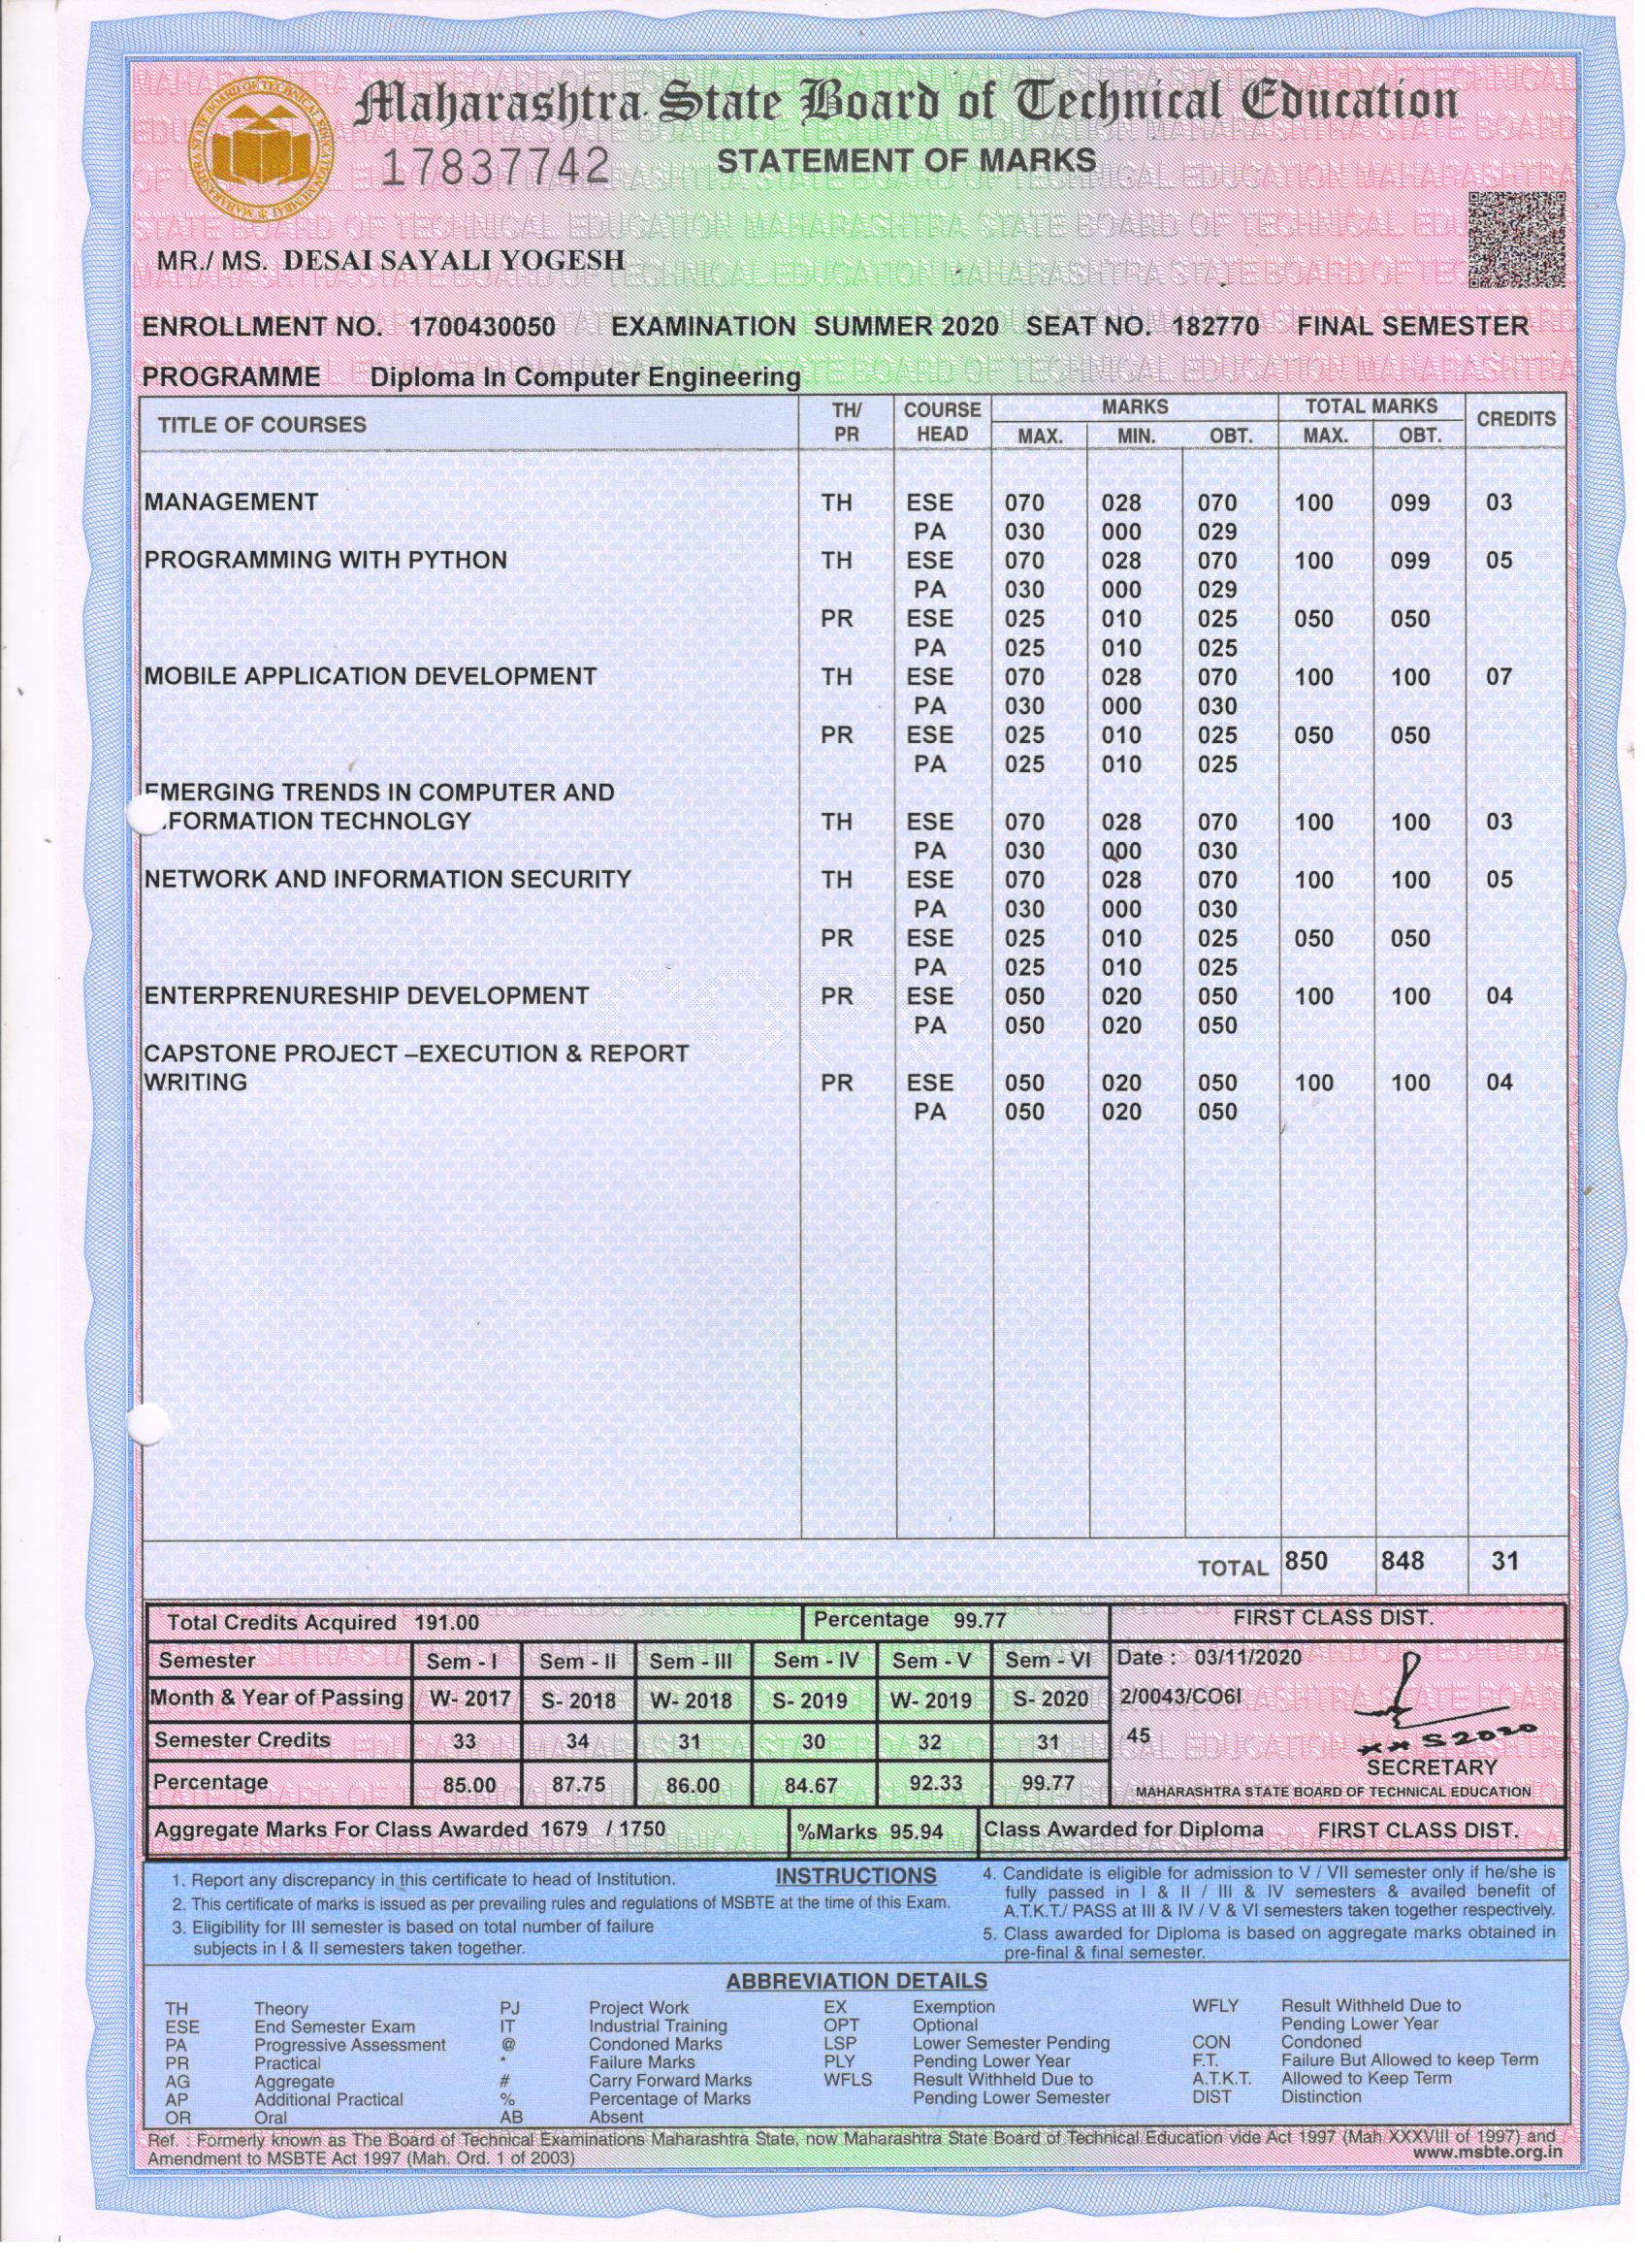 Maharashtra State Board of Technical Education
17837742 STATEMENT OF MARKS
MR./ MS. DESAI SAYALI YOGESH
ENROLLMENT NO. 1700430050 EXAMINATION SUMMER 2020 SEAT NO. 182770 FINAL SEMESTER
PROGRAMME Diploma In Computer Engineering
TITLE OF COURSES TH/ PR COURSE HEAD MARKS TOTAL MARKS CREDITS
MAX. MIN. OBT. MAX. OBT.
MANAGEMENT TH ESE 070 028 070 100 099 03
PA 030 000 029
PROGRAMMING WITH PYTHON TH ESE 070 028 070 100 099 05
PA 030 000 029
PR ESE 025 010 025 050 050
PA 025 010 025
MOBILE APPLICATION DEVELOPMENT TH ESE 070 028 070 100 100 07
PA 030 000 030
PR ESE 025 010 025 050 050
PA 025 010 025
EMERGING TRENDS IN COMPUTER AND
FORMATION TECHNOLGY TH ESE 070 028 070 100 100 03
PA 030 000 030
NETWORK AND INFORMATION SECURITY TH ESE 070 028 070 100 100 05
PA 030 000 030
PR ESE 025 010 025 050 050
PA 025 010 025
ENTERPRENURESHIP DEVELOPMENT PR ESE 050 020 050 100 100 04
PA 050 020 050
CAPSTONE PROJECT –EXECUTION & REPORT
WRITING PR ESE 050 020 050 100 100 04
PA 050 020 050
TOTAL 850 848 31
Total Credits Acquired 191.00 Percentage 99.77 FIRST CLASS DIST.
Semester Sem - I Sem - II Sem - III Sem - IV Sem - V Sem - VI Date : 03/11/2020
Month & Year of Passing W- 2017 S- 2018 W- 2018 S- 2019 W- 2019 S- 2020 2/0043/CO6I
Semester Credits 33 34 31 30 32 31 45
S2020
SECRETARY
Percentage 85.00 87.75 86.00 84.67 92.33 99.77 MAHARASHTRA STATE BOARD OF TECHNICAL EDUCATION
Aggregate Marks For Class Awarded 1679 / 1750 %Marks 95.94 Class Awarded for Diploma FIRST CLASS DIST.
INSTRUCTIONS
1. Report any discrepancy in this certificate to head of Institution.
2. This certificate of marks is issued as per prevailing rules and regulations of MSBTE at the time of this Exam.
3. Eligibility for III semester is based on total number of failure
subjects in I & II semesters taken together.
4. Candidate is eligible for admission to V / VII semester only if he/she is
fully passed in I & II / III & IV semesters & availed benefit of
A.T.K.T./ PASS at III & IV / V & VI semesters taken together respectively.
5. Class awarded for Diploma is based on aggregate marks obtained in
pre-final & final semester.
ABBREVIATION DETAILS
TH Theory PJ Project Work EX Exemption WFLY Result Withheld Due to
ESE End Semester Exam IT Industrial Training OPT Optional Pending Lower Year
PA Progressive Assessment @ Condoned Marks LSP Lower Semester Pending CON Condoned
PR Practical * Failure Marks PLY Pending Lower Year F.T. Failure But Allowed to keep Term
AG Aggregate # Carry Forward Marks WFLS Result Withheld Due to A.T.K.T. Allowed to Keep Term
AP Additional Practical % Percentage of Marks Pending Lower Semester DIST Distinction
OR Oral AB Absent
Ref. : Formerly known as The Board of Technical Examinations Maharashtra State, now Maharashtra State Board of Technical Education vide Act 1997 (Mah XXXVIII of 1997) and
Amendment to MSBTE Act 1997 (Mah. Ord. 1 of 2003) www.msbte.org.in